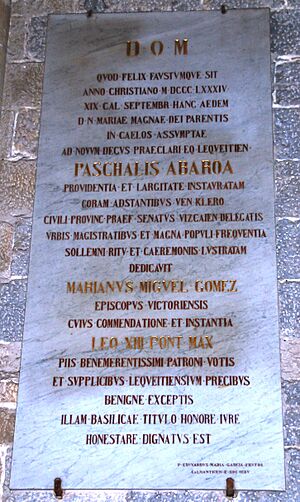 D O M
QVOD FELIX FAVSTVMQVE SIT
ANNO CHRISTIANO M DCCC LXXXIV
XIX CAL SEPTEMBR HANC AEDEM
D N MARIAE MAGNAE DEI PARENTIS
IN CAELOS ASSVMPTAE
AD NOVVM DECVS PRAECLARI EQ LEQVEITIEN
PASCHALIS ABAROA
PROVIDENTIA ET LARGITATE INSTAVRATAM
CORAM ADSTANTIBVS VEN KLERO
CIVILI PROVINC PRAEF SENATVS VIZCAIEN DELEGATIS
VRBIS MAGISTRATIBVS ET MAGNA POPVLI FREQVENTIA
SOLLEMNI RITV ET CAEREMONIIS LVSTRATAM
DEDICAVIT
MARIANVS MIGVEL GOMEZ
EPISCOPVS VICTORIENSIS
CVIVS COMMENDATIONE ET INSTANTIA
LEO XIII PONT MAX
PIIS BENEMERENTISSIMI PATRONI VOTIS
ET SVPPLICIBVS LEQVEITIENSIVM PRECIBVS
BENIGNE EXCEPTIS
ILLAM BASILICAE TITVLO HONORE IVRE
HONESTARE DIGNATVS EST
MARIA GARCIA